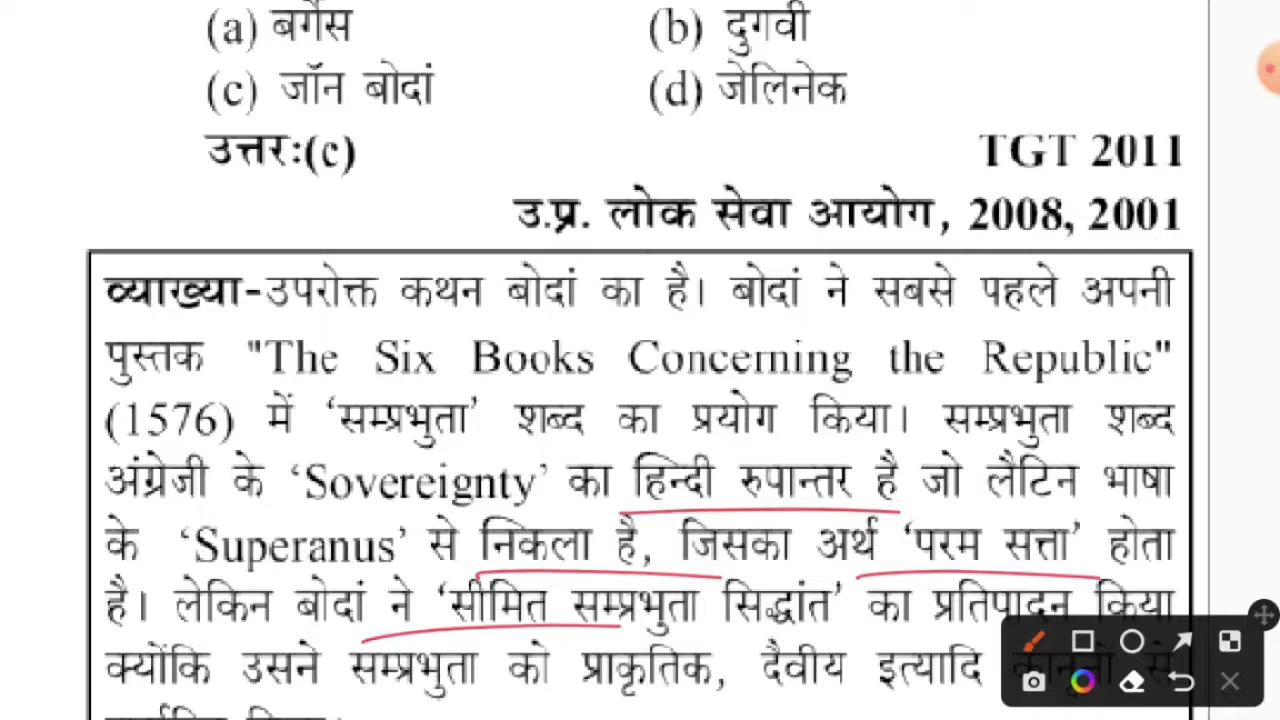 (a) बर्गेस (b) दुगवी
(c) जॉन बोदां (d) जेलिनेक
उत्तरः(c) TGT 2011
उ.प्र. लोक सेवा आयोग, 2008, 2001
व्याख्या-उपरोक्त कथन बोदां का है। बोदां ने सबसे पहले अपनी
पुस्तक "The Six Books Concerning the Republic"
(1576) में ‘सम्प्रभुता’ शब्द का प्रयोग किया। सम्प्रभुता शब्द
अंग्रेजी के ‘Sovereignty’ का हिन्दी रुपान्तर है जो लैटिन भाषा
के ‘Superanus’ से निकला है, जिसका अर्थ ‘परम सत्ता’ होता
है। लेकिन बोदां ने ‘सीमित सम्प्रभुता सिद्धांत’ का प्रतिपादन किया
क्योंकि उसने सम्प्रभुता को प्राकृतिक, दैवीय इत्यादि कानूनों से